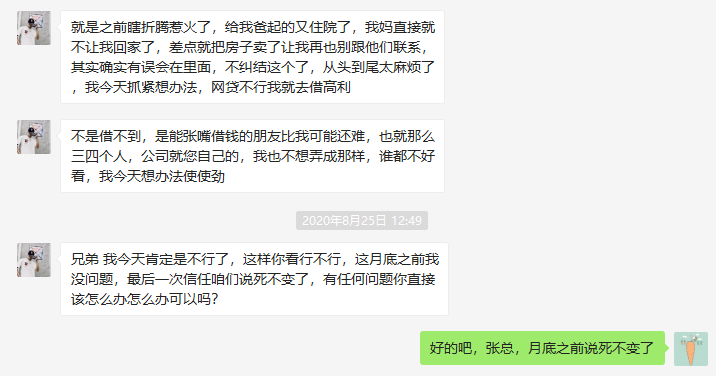 就是之前瞎折腾惹火了，给我爸起的又住院了，我妈直接就
不让我回家了，差点就把房子卖了让我再也别跟他们联系，
其实确实有误会在里面，不纠结这个了，从头到尾太麻烦了
，我今天抓紧想办法，网贷不行我就去借高利
不是借不到，是能张嘴借钱的朋友比我可能还难，也就那么
三四个人，公司就您自己的，我也不想弄成那样，谁都不好
看，我今天想办法使使劲
2020年8月25日 12:49
兄弟 我今天肯定是不行了，这样你看行不行，这月底之前我
没问题，最后一次信任咱们说死不变了，有任何问题你直接
该怎么办怎么办可以吗?
好的吧，张总，月底之前说死不变了